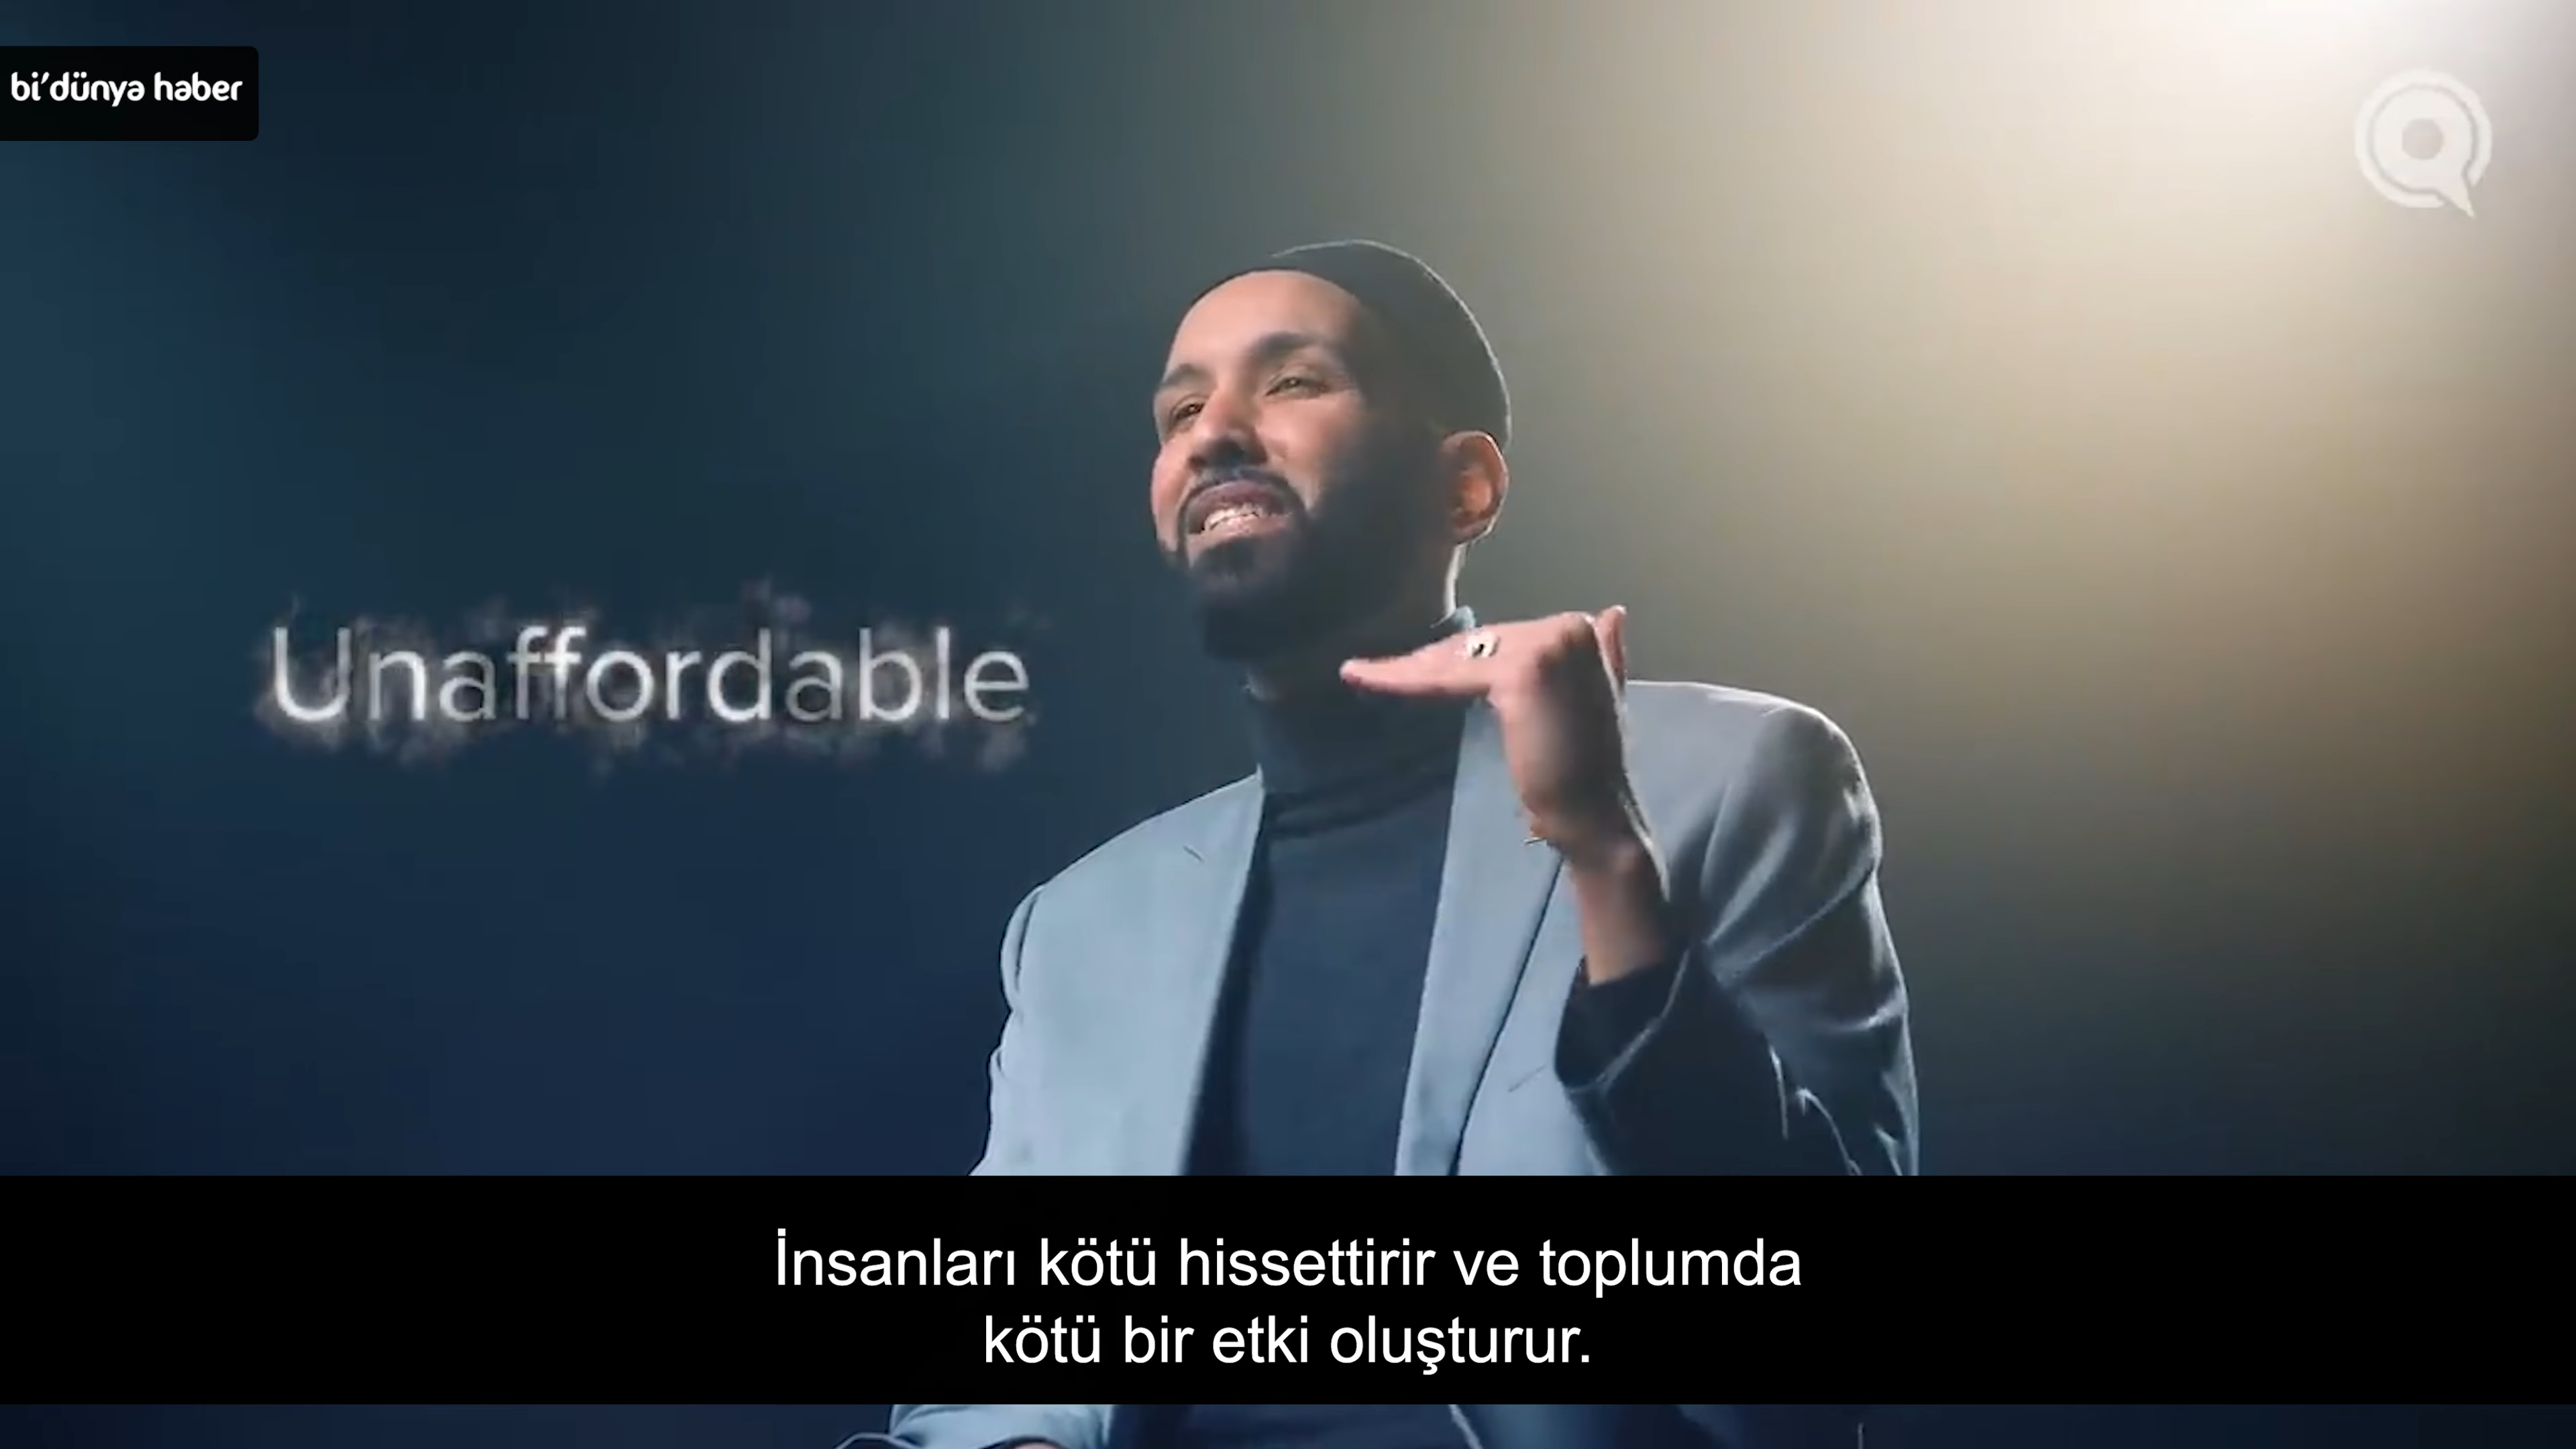 bi'dünya haber
Unaffordable
İnsanları kötü hissettirir ve toplumda
kötü bir etki oluşturur.